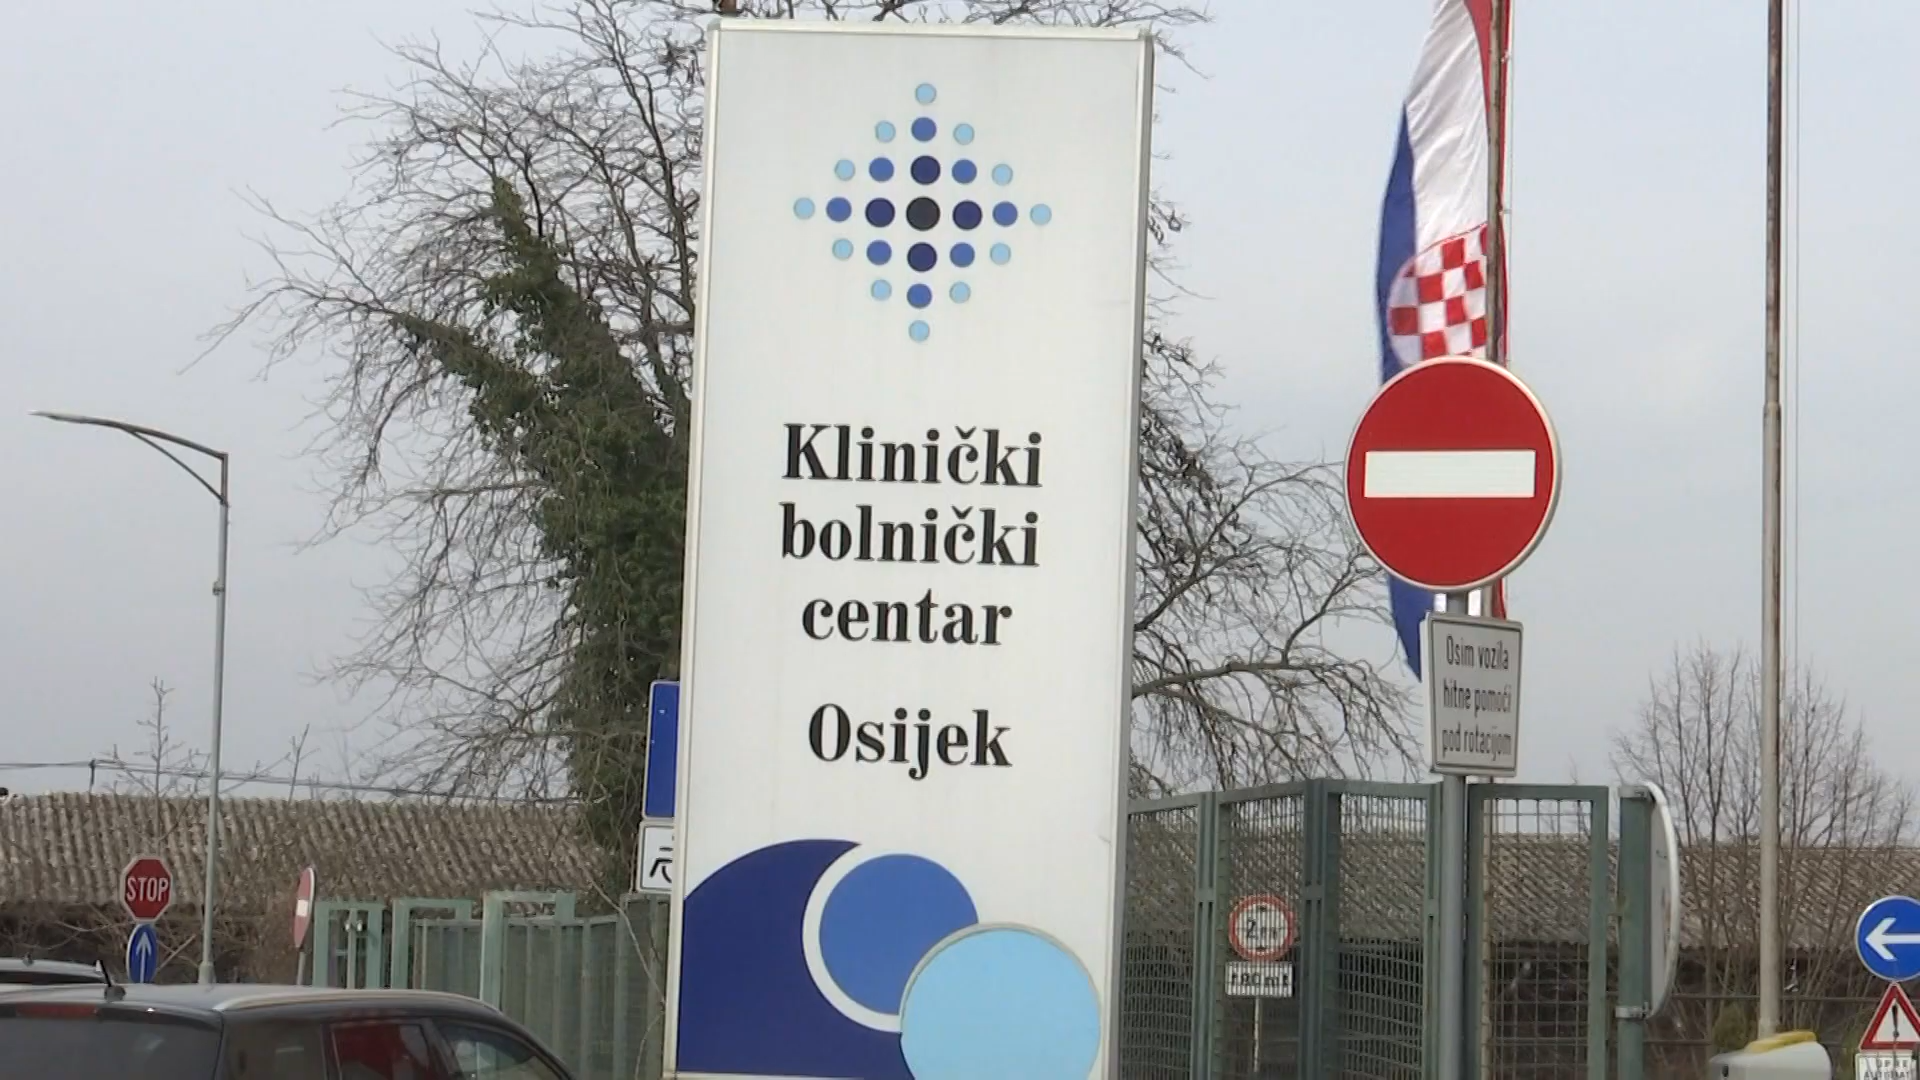 Klinički
bolnički
centar
Osijek
Osim vozila
hitne pomoći
pod rotacijom
STOP